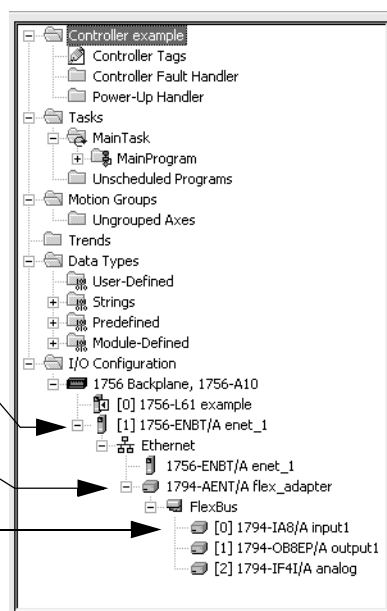 Controller example
Controller Tags
Controller Fault Handler
Power-Up Handler
Tasks
MainTask
MainProgram
Unscheduled Programs
Motion Groups
Ungrouped Axes
Trends
Data Types
User-Defined
Strings
Predefined
Module-Defined
I/O Configuration
1756 Backplane, 1756-A10
[0] 1756-L61 example
[1] 1756-ENBT/A enet_1
Ethernet
1756-ENBT/A enet_1
1794-AENT/A flex_adapter
FlexBus
[0] 1794-IA8/A input1
[1] 1794-OB8EP/A output1
[2] 1794-IF4I/A analog